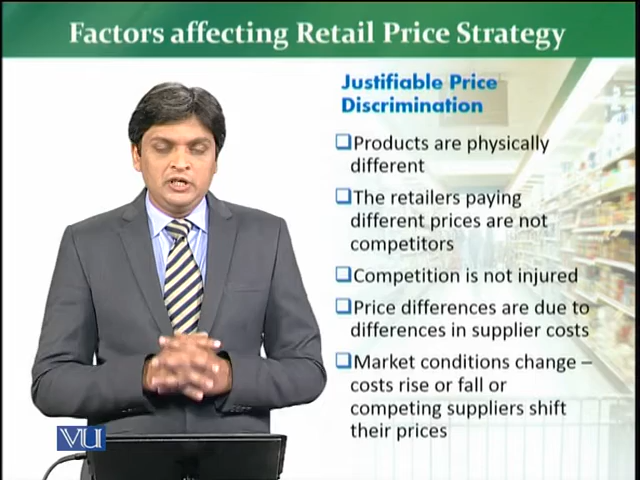 Factors affecting Retail Price Strategy
Justifiable Price
Discrimination
Products are physically
different
The retailers paying
different prices are not
competitors
Competition is not injured
Price differences are due to
differences in supplier costs
Market conditions change –
costs rise or fall or
competing suppliers shift
their prices
VU